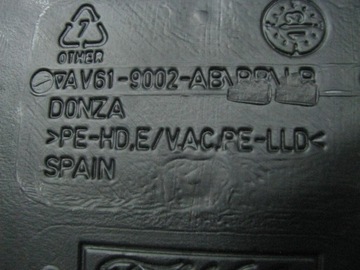 7
OTHER
AV61-9002-AB
DONZA
>PE-HD.E/VAC.PE-LLD<
SPAIN